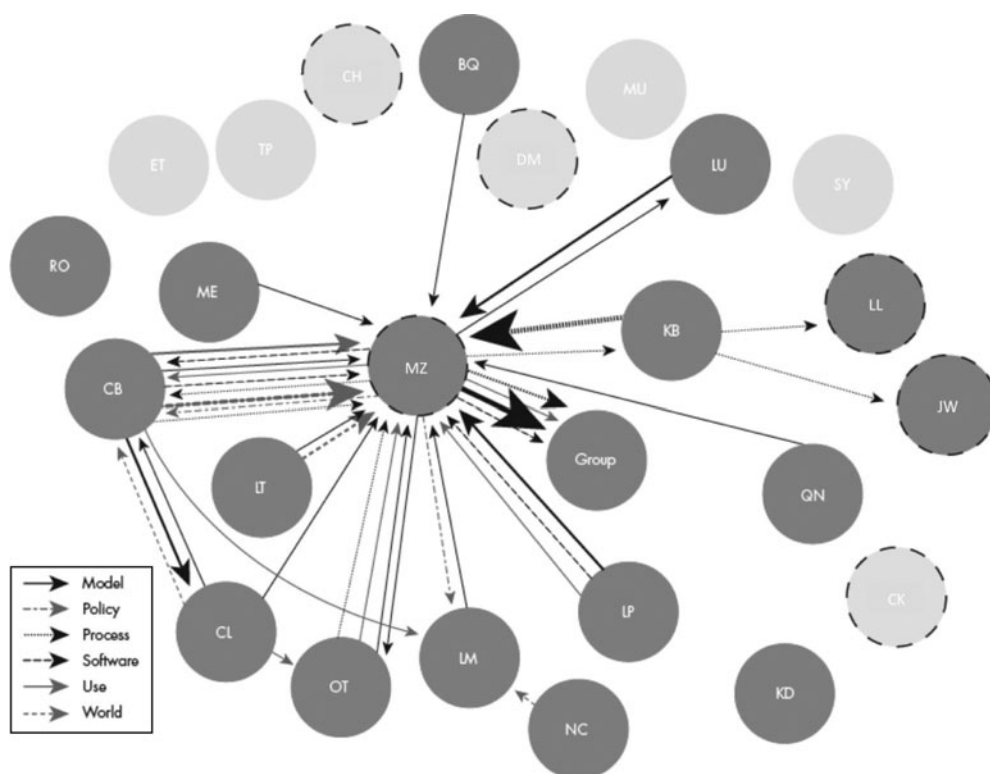 CH
BQ
MU
TP
DM
ET
LU
SY
RO
ME
LL
KB
MZ
CB
JW
Group
LT
QN
Model
Policy
Process
Software
Use
World
CK
LP
CL
LM
OT
KD
NC